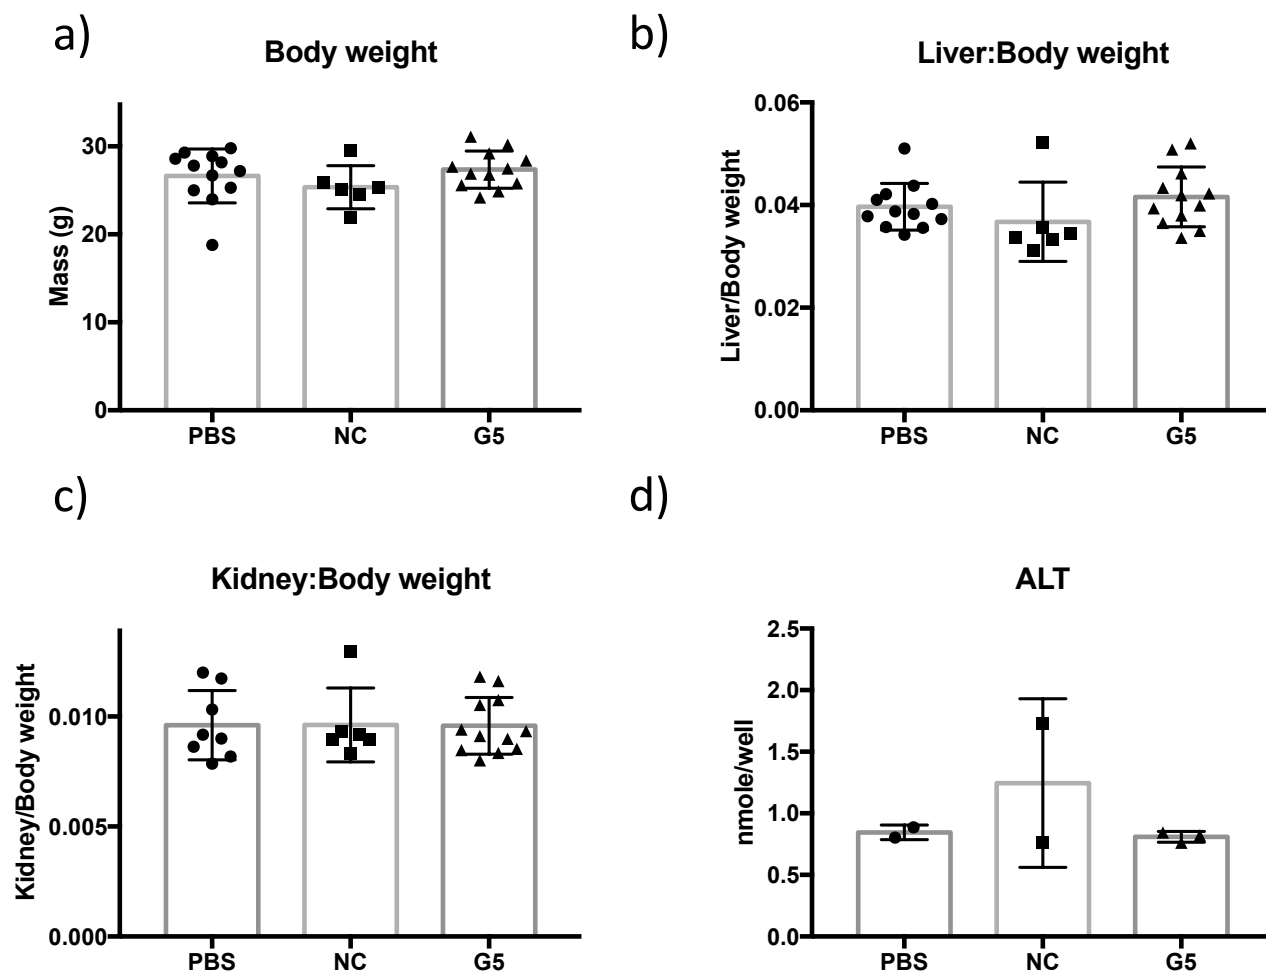 a)
Body weight
Mass (g)
30
20
10
0
PBS NC G5
b)
Liver:Body weight
Liver/Body weight
0.06
0.04
0.02
0.00
PBS NC G5
c)
Kidney:Body weight
Kidney/Body weight
0.010
0.005
0.000
PBS NC G5
d)
ALT
nmole/well
2.5
2.0
1.5
1.0
0.5
0.0
PBS NC G5